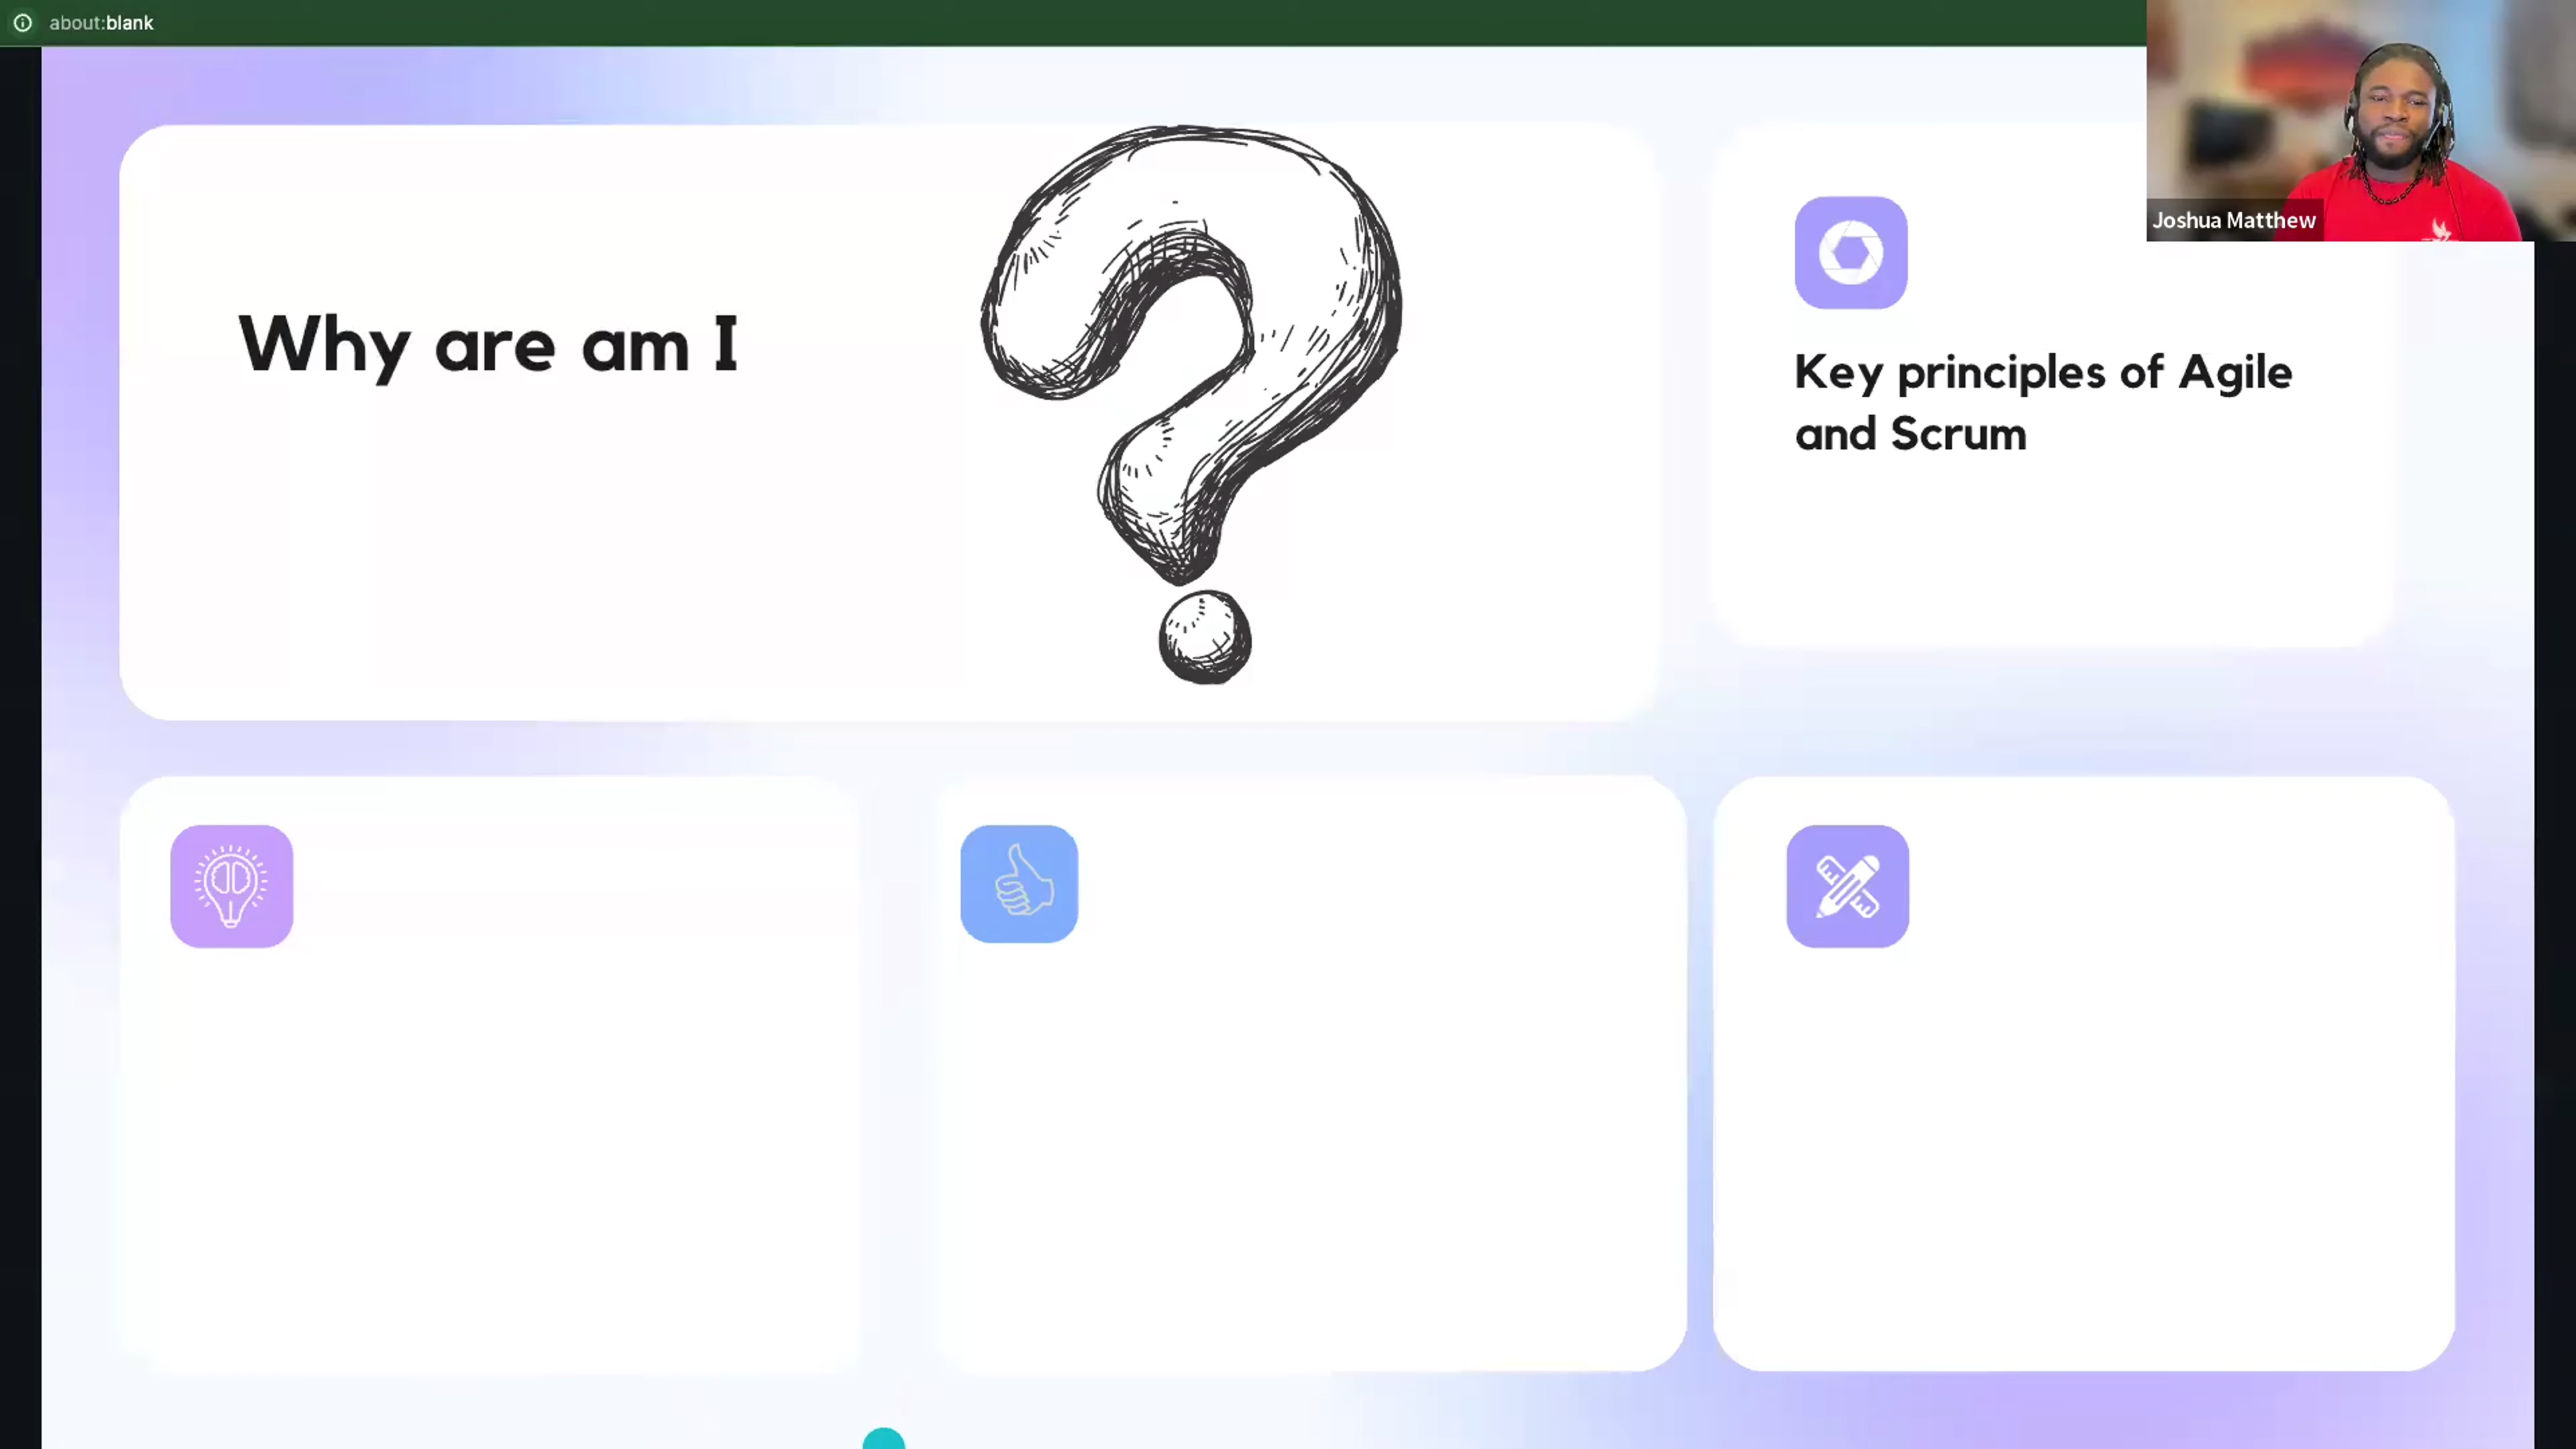 about:blank
Joshua Matthew
Why are am I
Key principles of Agile
and Scrum